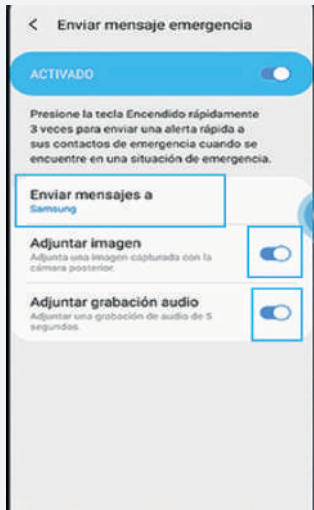 < Enviar mensaje emergencia
ACTIVADO
Presione la tecla Encendido rápidamente
3 veces para enviar una alerta rápida a
sus contactos de emergencia cuando se
encuentre en una situación de emergencia.
Enviar mensajes a
Samsung
Adjuntar imagen
Adjunta una imagen capturada con la
cámara posterior.
Adjuntar grabación audio
Adjuntar una grabación de audio de 5
segundos.